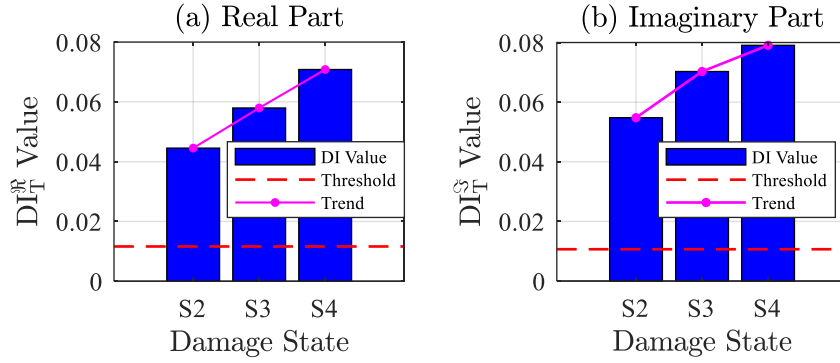 (a) Real Part
DI_T^ℜ Value
0.08
0.06
0.04
0.02
0
DI Value
Threshold
Trend
S2 S3 S4
Damage State
(b) Imaginary Part
DI_T^ℑ Value
0.08
0.06
0.04
0.02
0
DI Value
Threshold
Trend
S2 S3 S4
Damage State